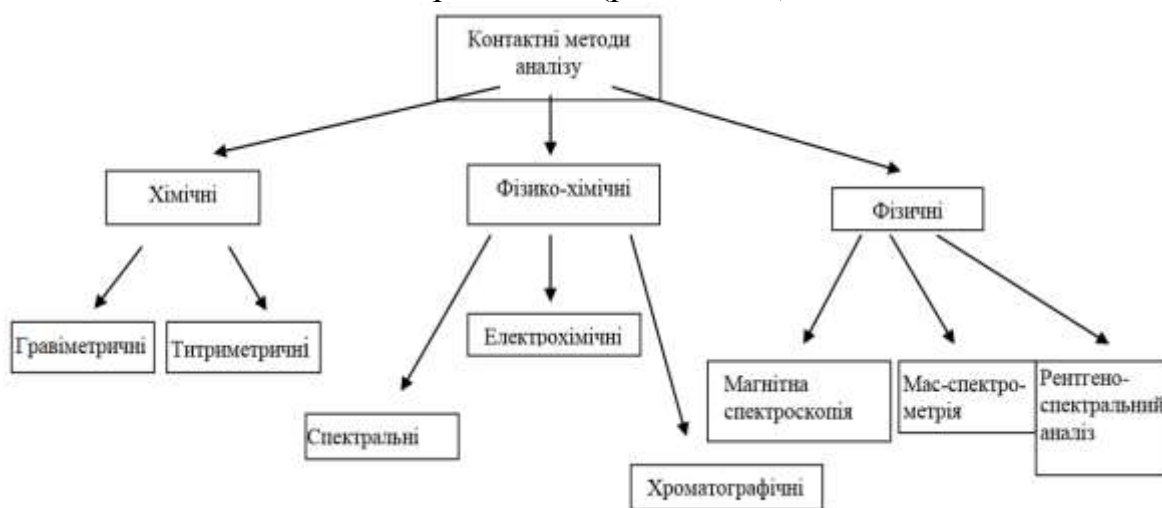 Контактні методи
аналізу
Хімічні
Фізико-хімічні
Фізичні
Гравіметричні
Титриметричні
Електрохімічні
Спектральні
Хроматографічні
Магнітна
спектроскопія
Мас-спектро-
метрія
Рентгено-
спектральний
аналіз